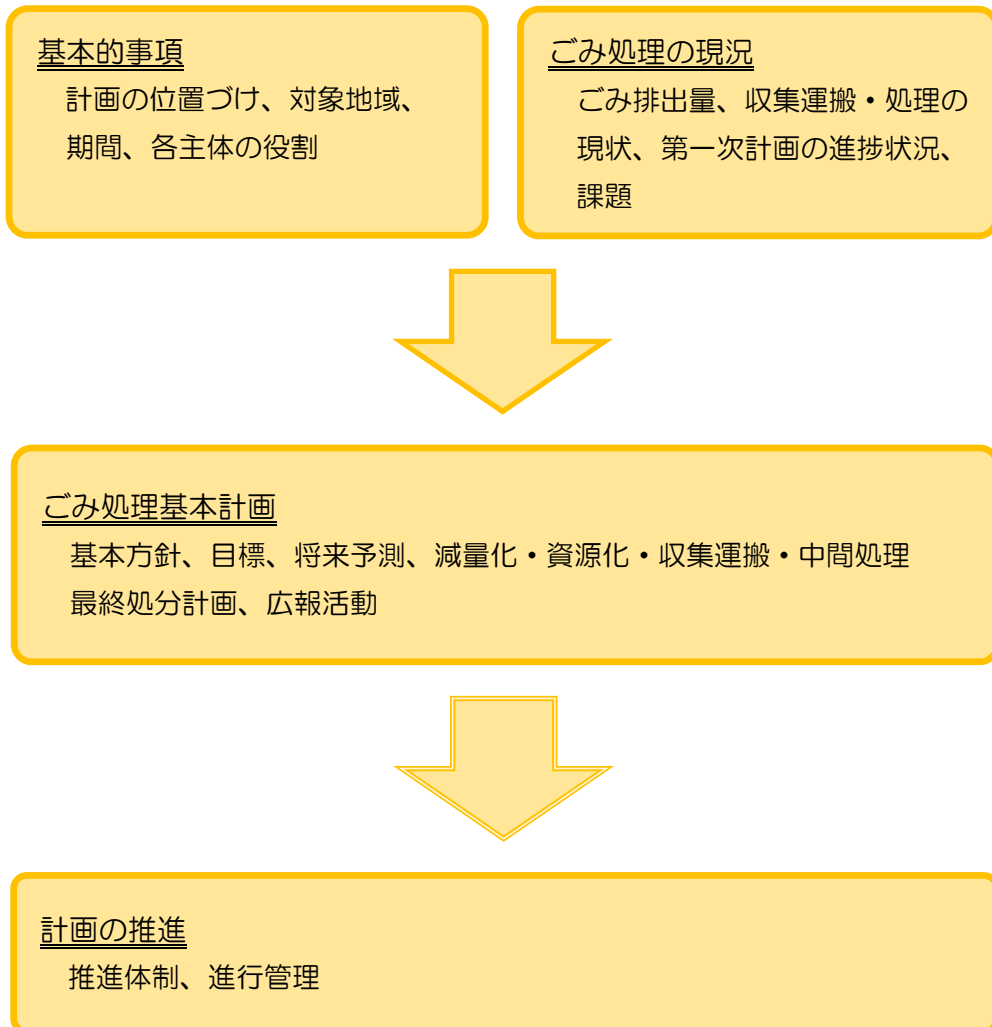 基本的事項
計画の位置づけ、対象地域、
期間、各主体の役割
ごみ処理の現況
ごみ排出量、収集運搬・処理の
現状、第一次計画の進捗状況、
課題
ごみ処理基本計画
基本方針、目標、将来予測、減量化・資源化・収集運搬・中間処理
最終処分計画、広報活動
計画の推進
推進体制、進行管理